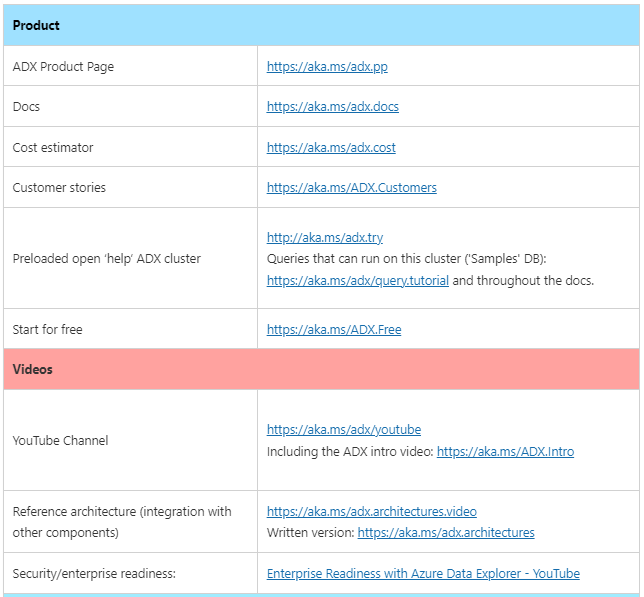 Product
ADX Product Page
https://aka.ms/adx.pp
Docs
https://aka.ms/adx.docs
Cost estimator
https://aka.ms/adx.cost
Customer stories
https://aka.ms/ADX.Customers
Preloaded open ‘help’ ADX cluster
http://aka.ms/adx.try
Queries that can run on this cluster ('Samples' DB):
https://aka.ms/adx/query.tutorial and throughout the docs.
Start for free
https://aka.ms/ADX.Free
Videos
YouTube Channel
https://aka.ms/adx/youtube
Including the ADX intro video: https://aka.ms/ADX.Intro
Reference architecture (integration with
other components)
https://aka.ms/adx.architectures.video
Written version: https://aka.ms/adx.architectures
Security/enterprise readiness:
Enterprise Readiness with Azure Data Explorer - YouTube